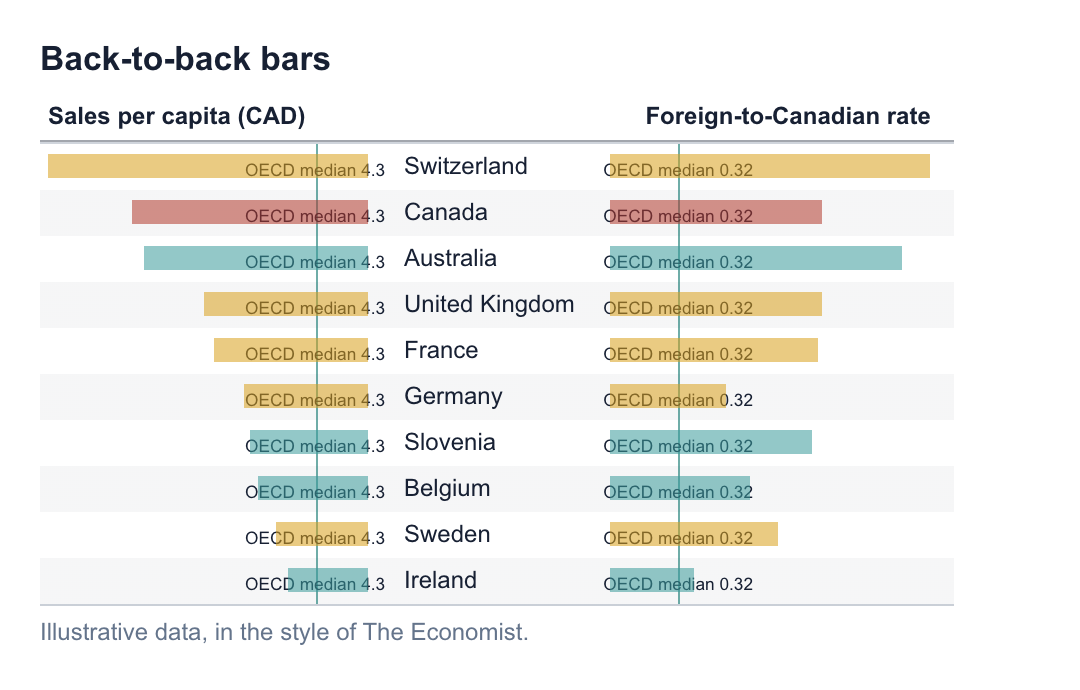 Back-to-back bars
Sales per capita (CAD) Foreign-to-Canadian rate
OECD median 4.3 Switzerland OECD median 0.32
OECD median 4.3 Canada OECD median 0.32
OECD median 4.3 Australia OECD median 0.32
OECD median 4.3 United Kingdom OECD median 0.32
OECD median 4.3 France OECD median 0.32
OECD median 4.3 Germany OECD median 0.32
OECD median 4.3 Slovenia OECD median 0.32
OECD median 4.3 Belgium OECD median 0.32
OECD median 4.3 Sweden OECD median 0.32
OECD median 4.3 Ireland OECD median 0.32
Illustrative data, in the style of The Economist.